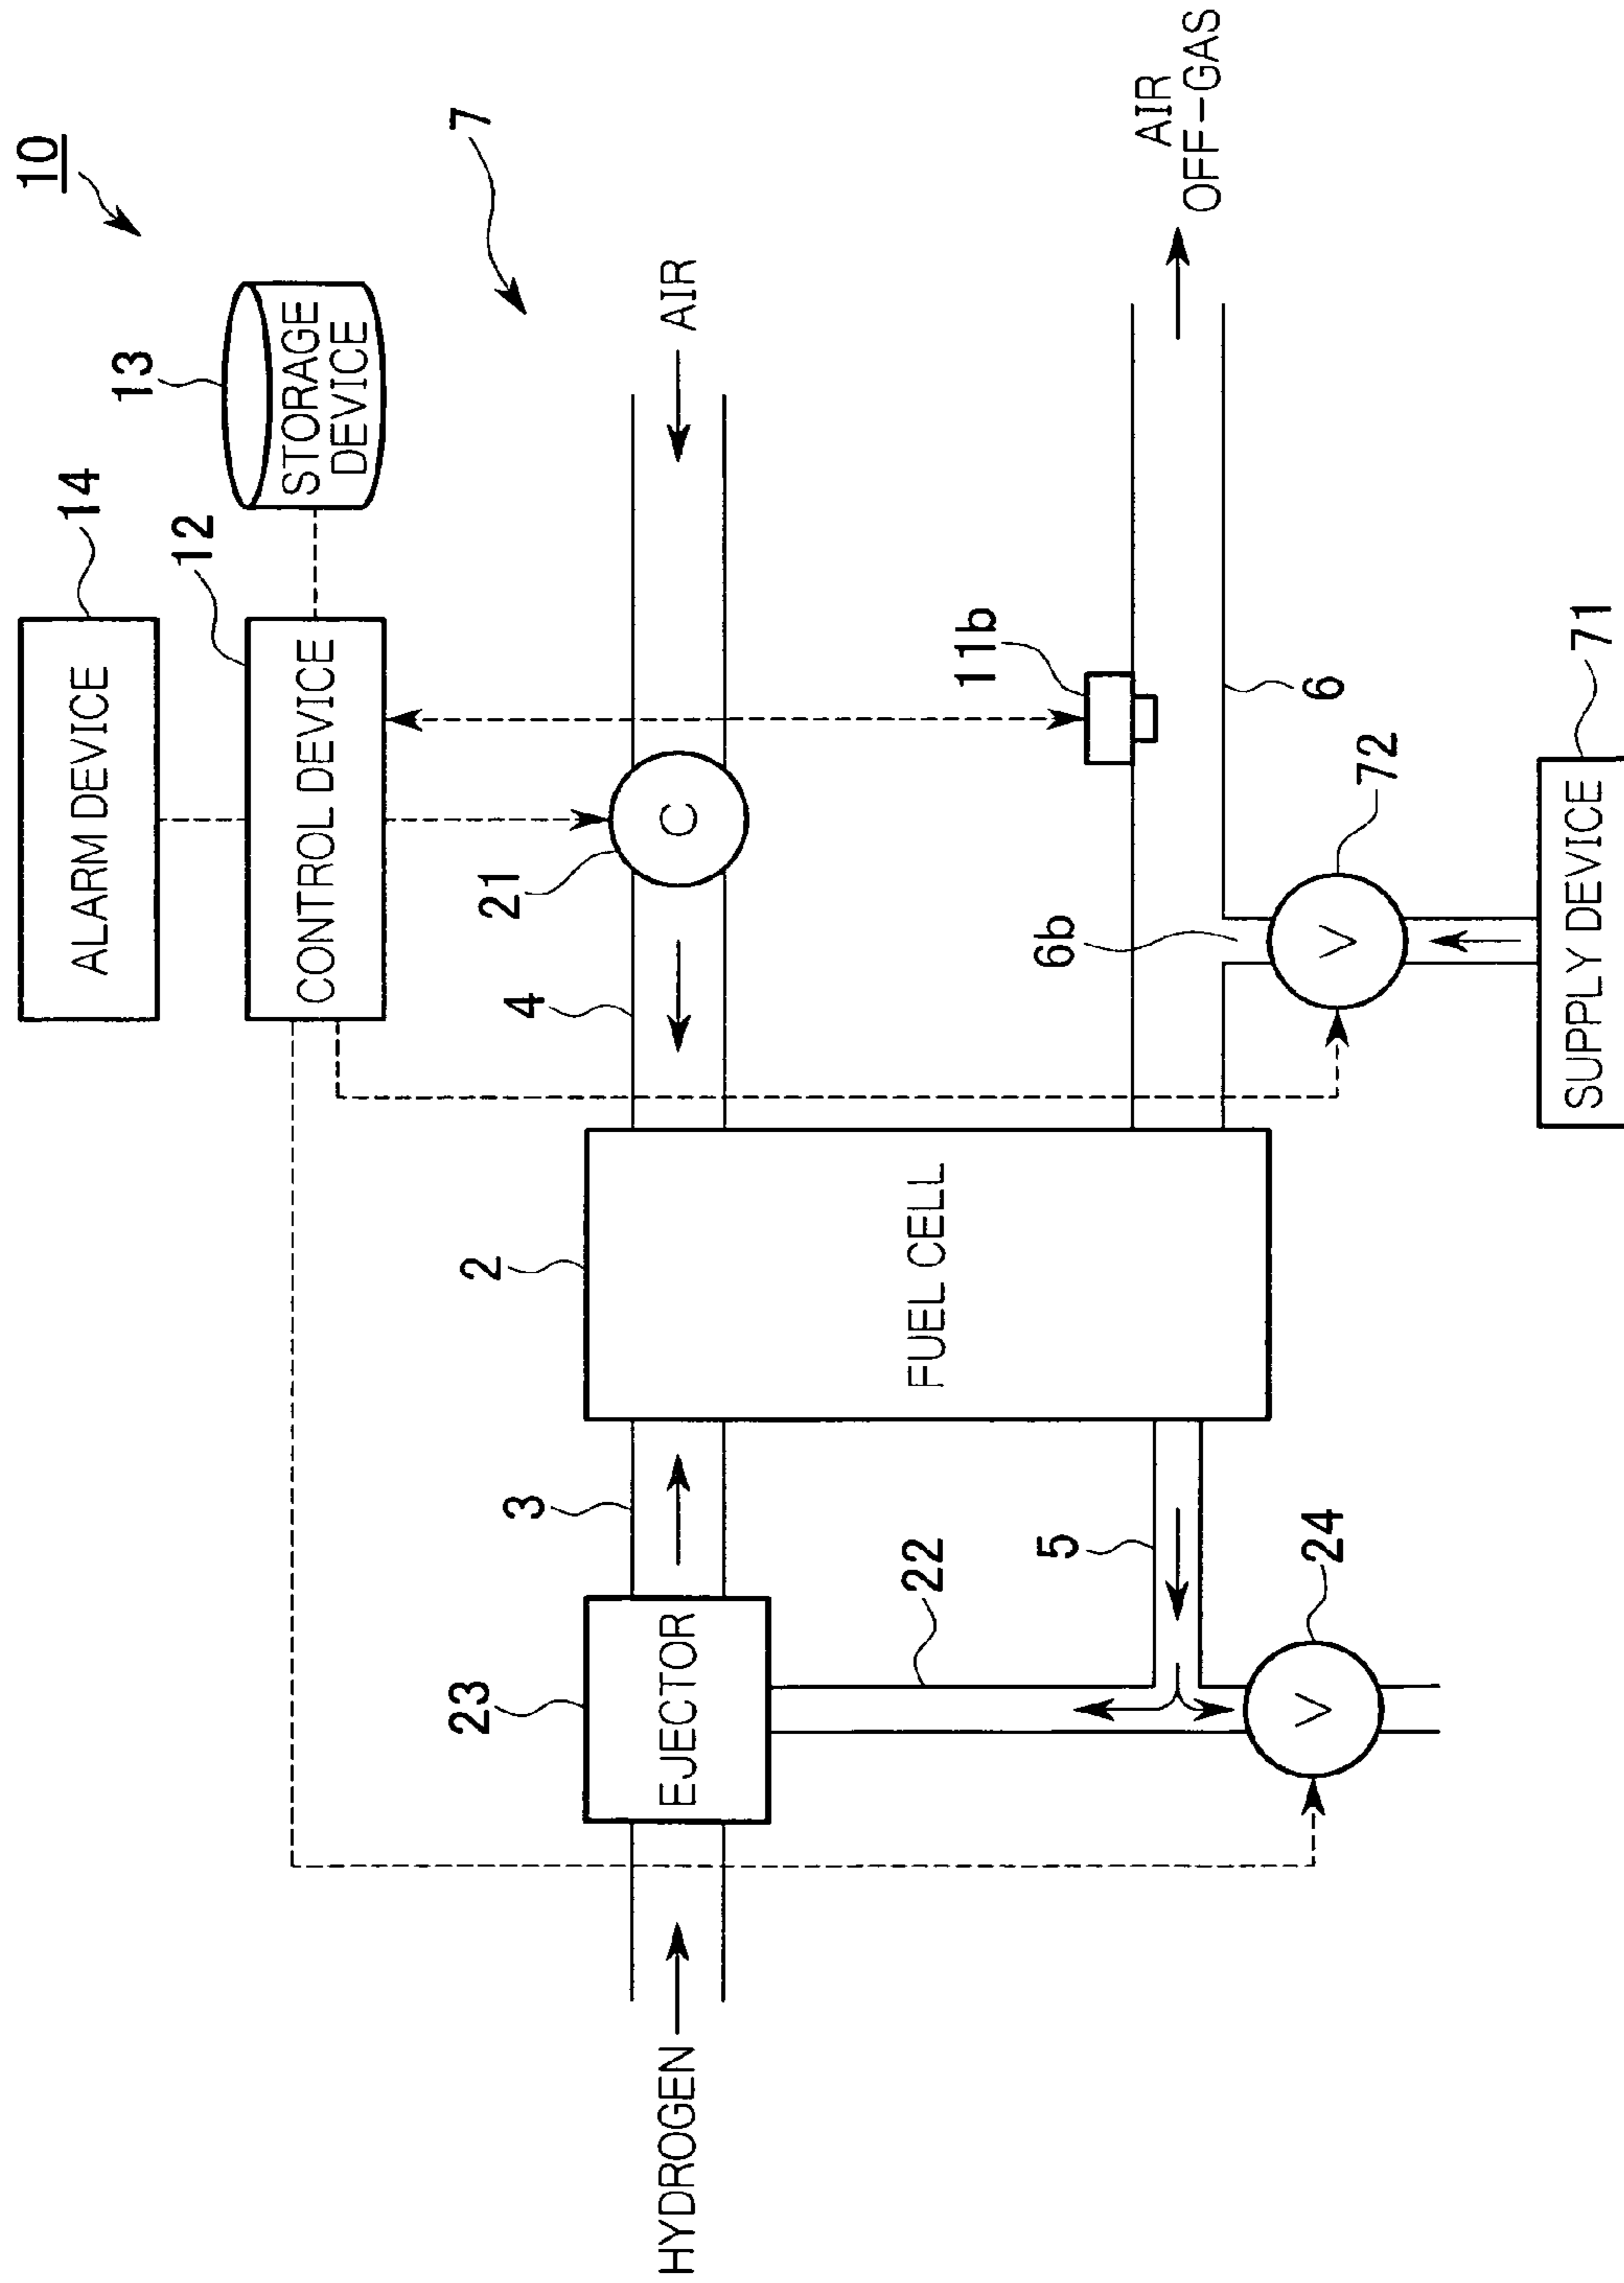 10
7
14
ALARM DEVICE
12
CONTROL DEVICE
13
STORAGE
DEVICE
23
EJECTOR
3
2
FUEL CELL
4
21
C
AIR
HYDROGEN
22
5
24
V
6b
11b
6
AIR
OFF-GAS
72
V
71
SUPPLY DEVICE